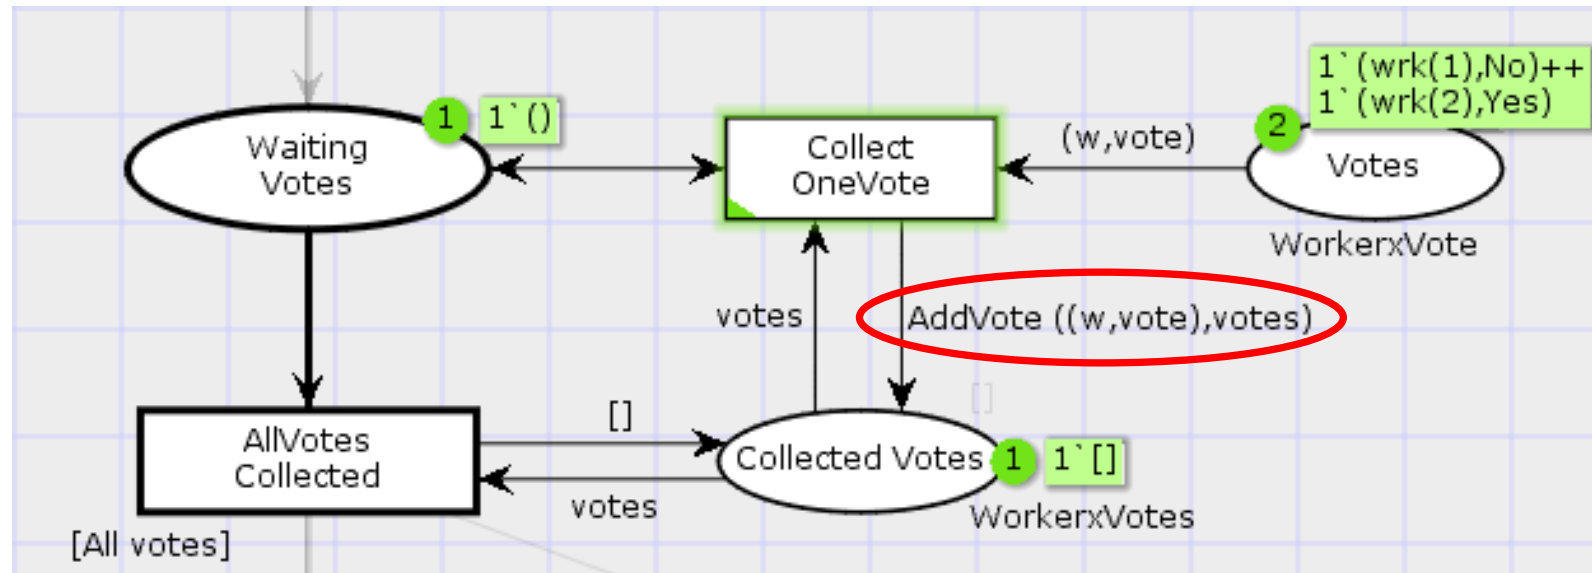 1`(wrk(1),No)++
1`(wrk(2),Yes)
1
1`()
2
Waiting
Votes
Collect
OneVote
(w,vote)
Votes
WorkerxVote
votes
AddVote ((w,vote),votes)
[]
[]
AllVotes
Collected
Collected Votes
1
1`[]
votes
WorkerxVotes
[All votes]